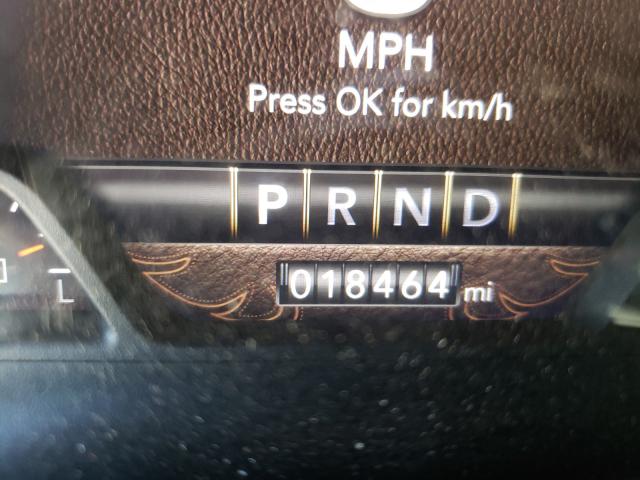 MPH
Press OK for km/h
P R N D
018464 mi
L